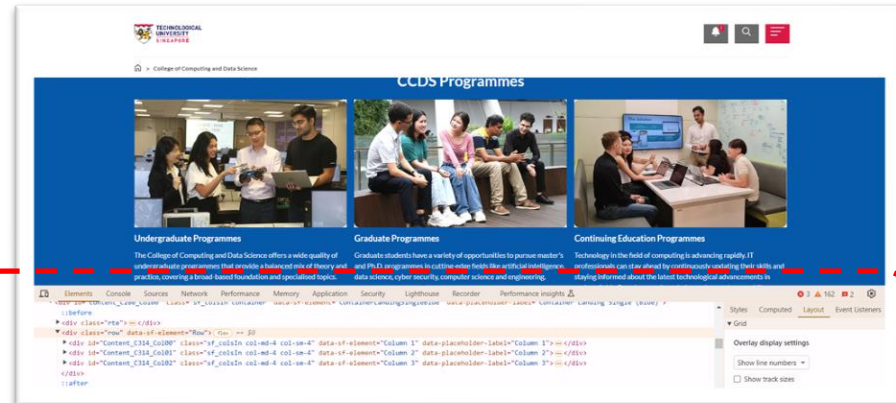 TECHNOLOGICAL
UNIVERSITY
SINGAPORE
> College of Computing and Data Science
CCDS Programmes
Undergraduate Programmes
The College of Computing and Data Science offers a wide quality of
undergraduate programmes that provide a balanced mix of theory and
practice, covering a broad-based foundation and specialised topics.
Graduate Programmes
Graduate students have a variety of opportunities to pursue master's
and Ph.D. programmes in cutting-edge fields like artificial intelligence,
data science, cyber security, computer science and engineering.
Continuing Education Programmes
Technology in the field of computing is advancing rapidly. IT
professionals can stay ahead by continuously updating their skills and
staying informed about the latest technological advancements in
Elements Console Sources Network Performance Memory Application Security Lighthouse Recorder Performance insights 3 162 2
::before
<div class="rte">⋯</div>
<div class="row" data-sf-element="Row"> flex == $0
<div id="Content_C314_Col00" class="sf_colsIn col-md-4 col-sm-4" data-sf-element="Column 1" data-placeholder-label="Column 1">⋯</div>
<div id="Content_C314_Col01" class="sf_colsIn col-md-4 col-sm-4" data-sf-element="Column 2" data-placeholder-label="Column 2">⋯</div>
<div id="Content_C314_Col02" class="sf_colsIn col-md-4 col-sm-4" data-sf-element="Column 3" data-placeholder-label="Column 3">⋯</div>
</div>
::after
Styles Computed Layout Event Listeners
Grid
Overlay display settings
Show line numbers
Show track sizes